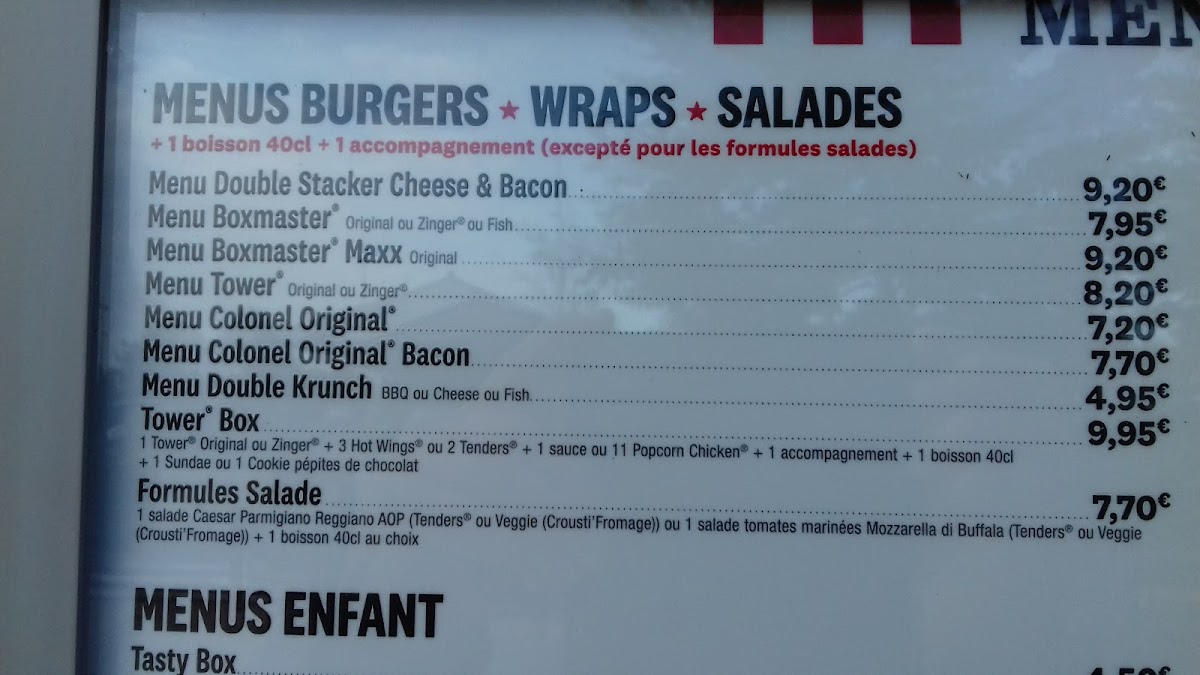 MENUS BURGERS ★ WRAPS ★ SALADES
+ 1 boisson 40cl + 1 accompagnement (excepté pour les formules salades)
Menu Double Stacker Cheese & Bacon 9,20€
Menu Boxmaster® Original ou Zinger® ou Fish 7,95€
Menu Boxmaster® Maxx Original 9,20€
Menu Tower® Original ou Zinger® 8,20€
Menu Colonel Original® 7,20€
Menu Colonel Original® Bacon 7,70€
Menu Double Krunch BBQ ou Cheese ou Fish 4,95€
Tower® Box 9,95€
1 Tower® Original ou Zinger® + 3 Hot Wings® ou 2 Tenders® + 1 sauce ou 11 Popcorn Chicken® + 1 accompagnement + 1 boisson 40cl
+ 1 Sundae ou 1 Cookie pépites de chocolat
Formules Salade 7,70€
1 salade Caesar Parmigiano Reggiano AOP (Tenders® ou Veggie (Crousti'Fromage)) ou 1 salade tomates marinées Mozzarella di Buffala (Tenders® ou Veggie
(Crousti'Fromage)) + 1 boisson 40cl au choix
MENUS ENFANT
Tasty Box